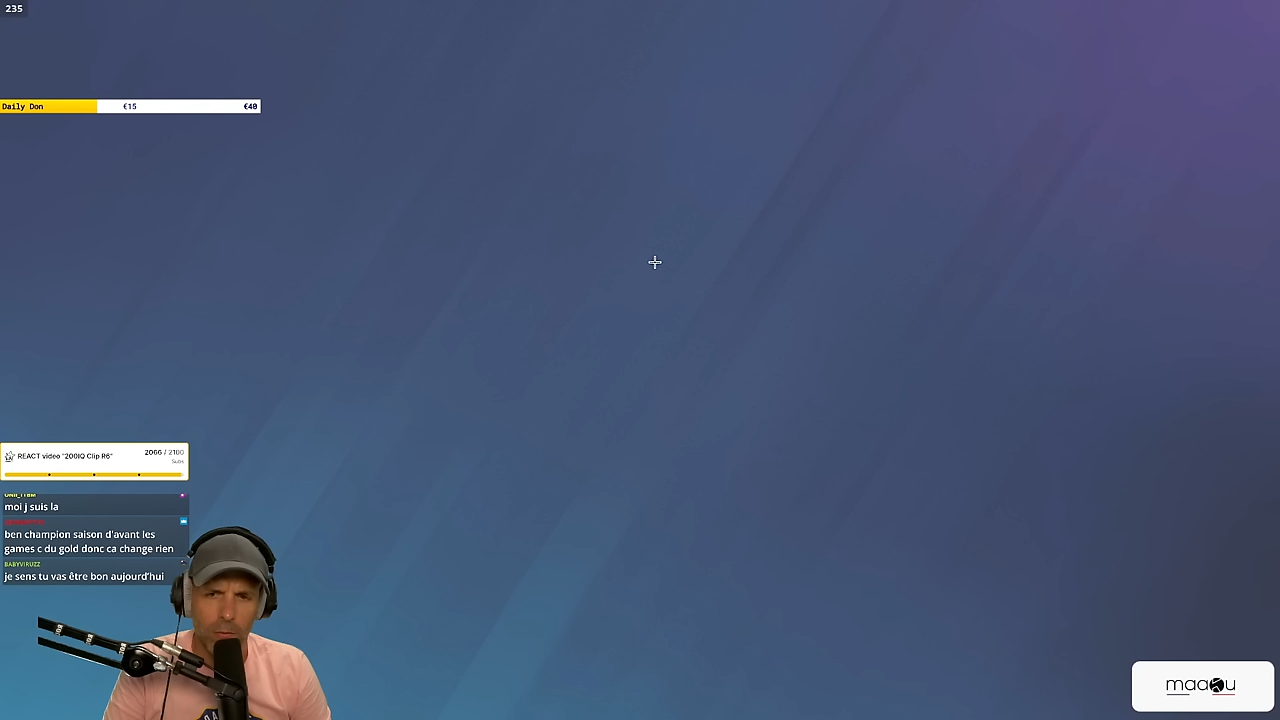 235
Daily Don €15 €40
REACT video "200IQ Clip R6" 2066 / 2100
Subs
moi j suis la
ben champion saison d'avant les
games c du gold donc ca change rien
BABYVIRUZZ
je sens tu vas être bon aujourd'hui
maaou